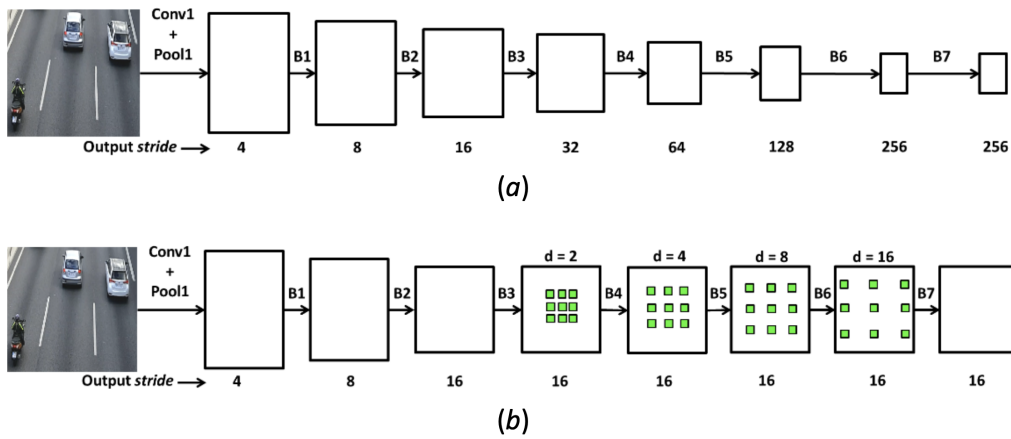 Conv1
+
Pool1
B1
B2
B3
B4
B5
B6
B7
Output stride
4
8
16
32
64
128
256
256
(a)
Conv1
+
Pool1
d = 2
d = 4
d = 8
d = 16
B1
B2
B3
B4
B5
B6
B7
Output stride
4
8
16
16
16
16
16
16
(b)